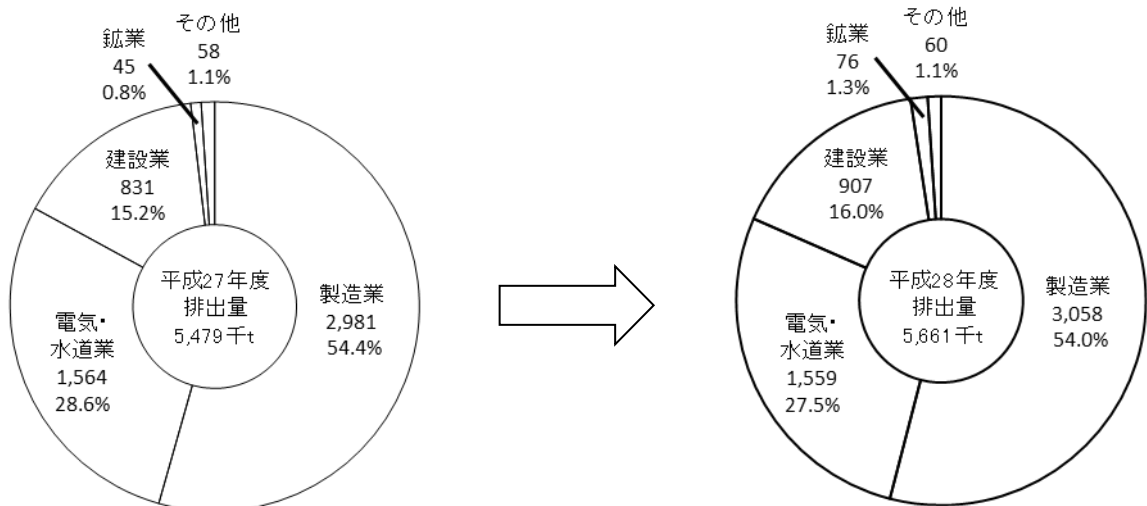 鉱業
45
0.8%
その他
58
1.1%
建設業
831
15.2%
電気・
水道業
1,564
28.6%
平成27年度
排出量
5,479千t
製造業
2,981
54.4%
鉱業
76
1.3%
その他
60
1.1%
建設業
907
16.0%
電気・
水道業
1,559
27.5%
平成28年度
排出量
5,661千t
製造業
3,058
54.0%